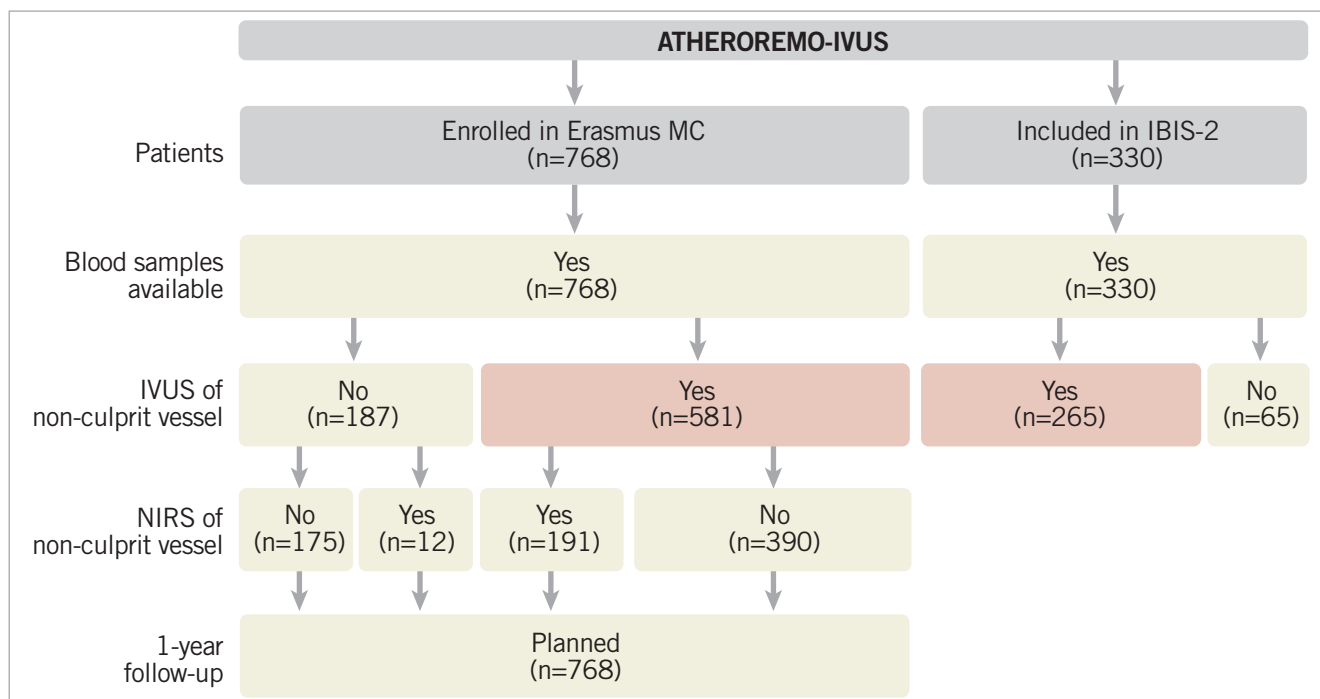 ATHEROREMO-IVUS
Patients
Enrolled in Erasmus MC
(n=768)
Included in IBIS-2
(n=330)
Blood samples
available
Yes
(n=768)
Yes
(n=330)
IVUS of
non-culprit vessel
No
(n=187)
Yes
(n=581)
Yes
(n=265)
No
(n=65)
NIRS of
non-culprit vessel
No
(n=175)
Yes
(n=12)
Yes
(n=191)
No
(n=390)
1-year
follow-up
Planned
(n=768)